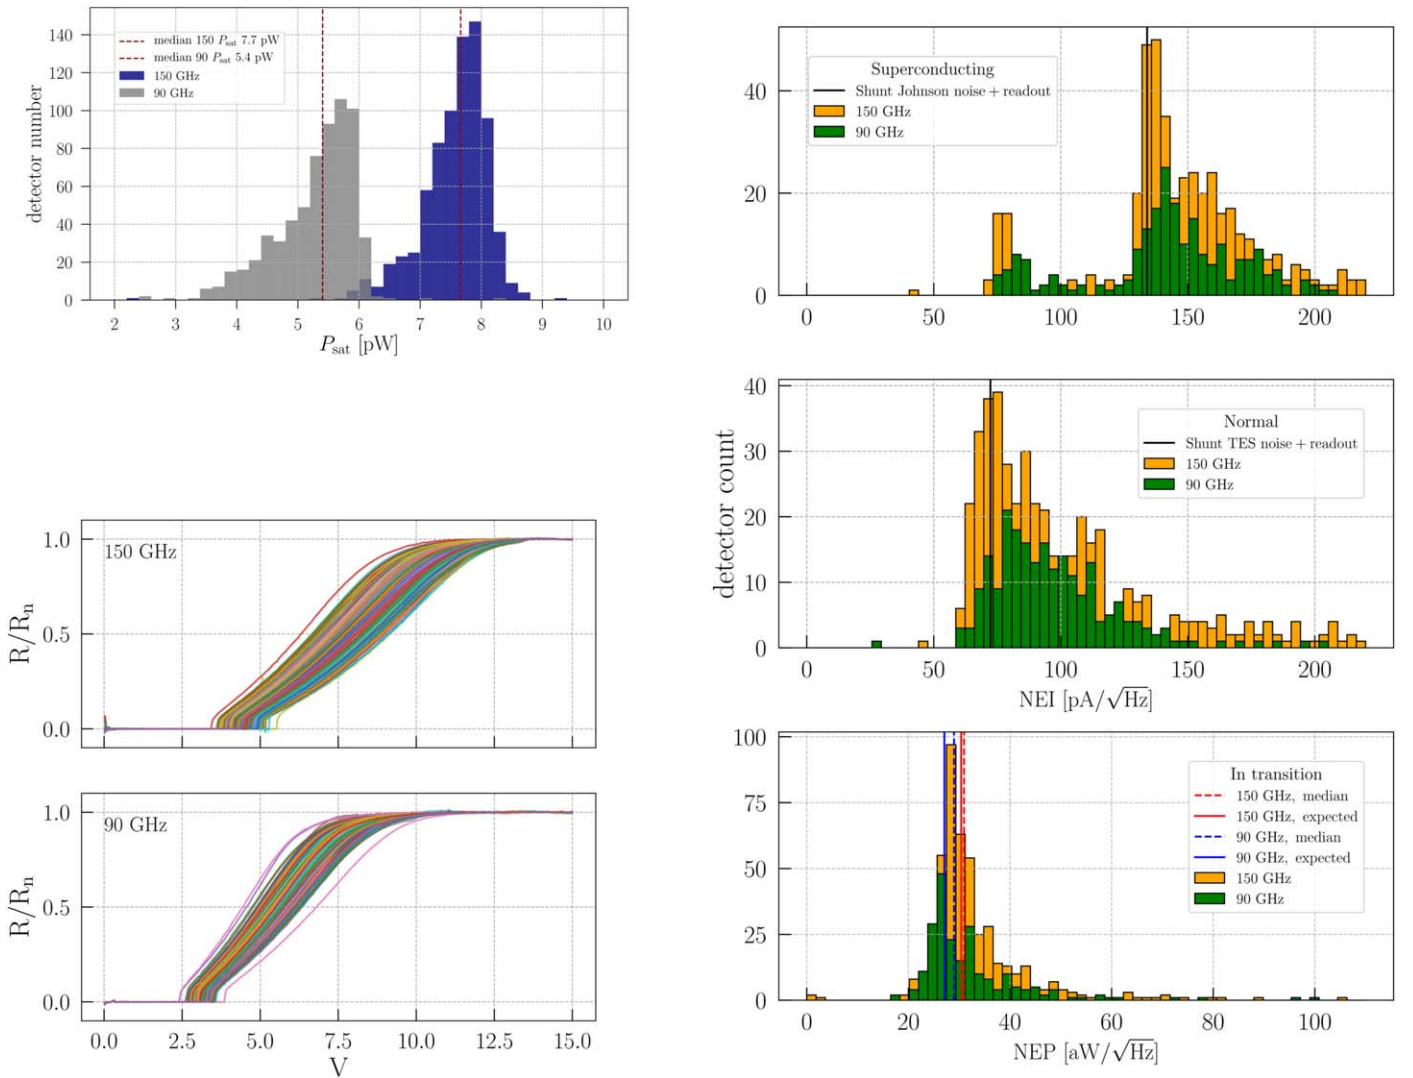 detector number
140
120
100
80
60
40
20
0
median 150 P_sat 7.7 pW
median 90 P_sat 5.4 pW
150 GHz
90 GHz
2 3 4 5 6 7 8 9 10
P_sat [pW]
R/R_n
1.0
0.5
0.0
150 GHz
R/R_n
1.0
0.5
0.0
90 GHz
0.0 2.5 5.0 7.5 10.0 12.5 15.0
V
detector count
40
20
0
Superconducting
Shunt Johnson noise + readout
150 GHz
90 GHz
0 50 100 150 200
40
30
20
10
0
Normal
Shunt TES noise + readout
150 GHz
90 GHz
0 50 100 150 200
NEI [pA/√Hz]
100
75
50
25
0
In transition
150 GHz, median
150 GHz, expected
90 GHz, median
90 GHz, expected
150 GHz
90 GHz
0 20 40 60 80 100
NEP [aW/√Hz]